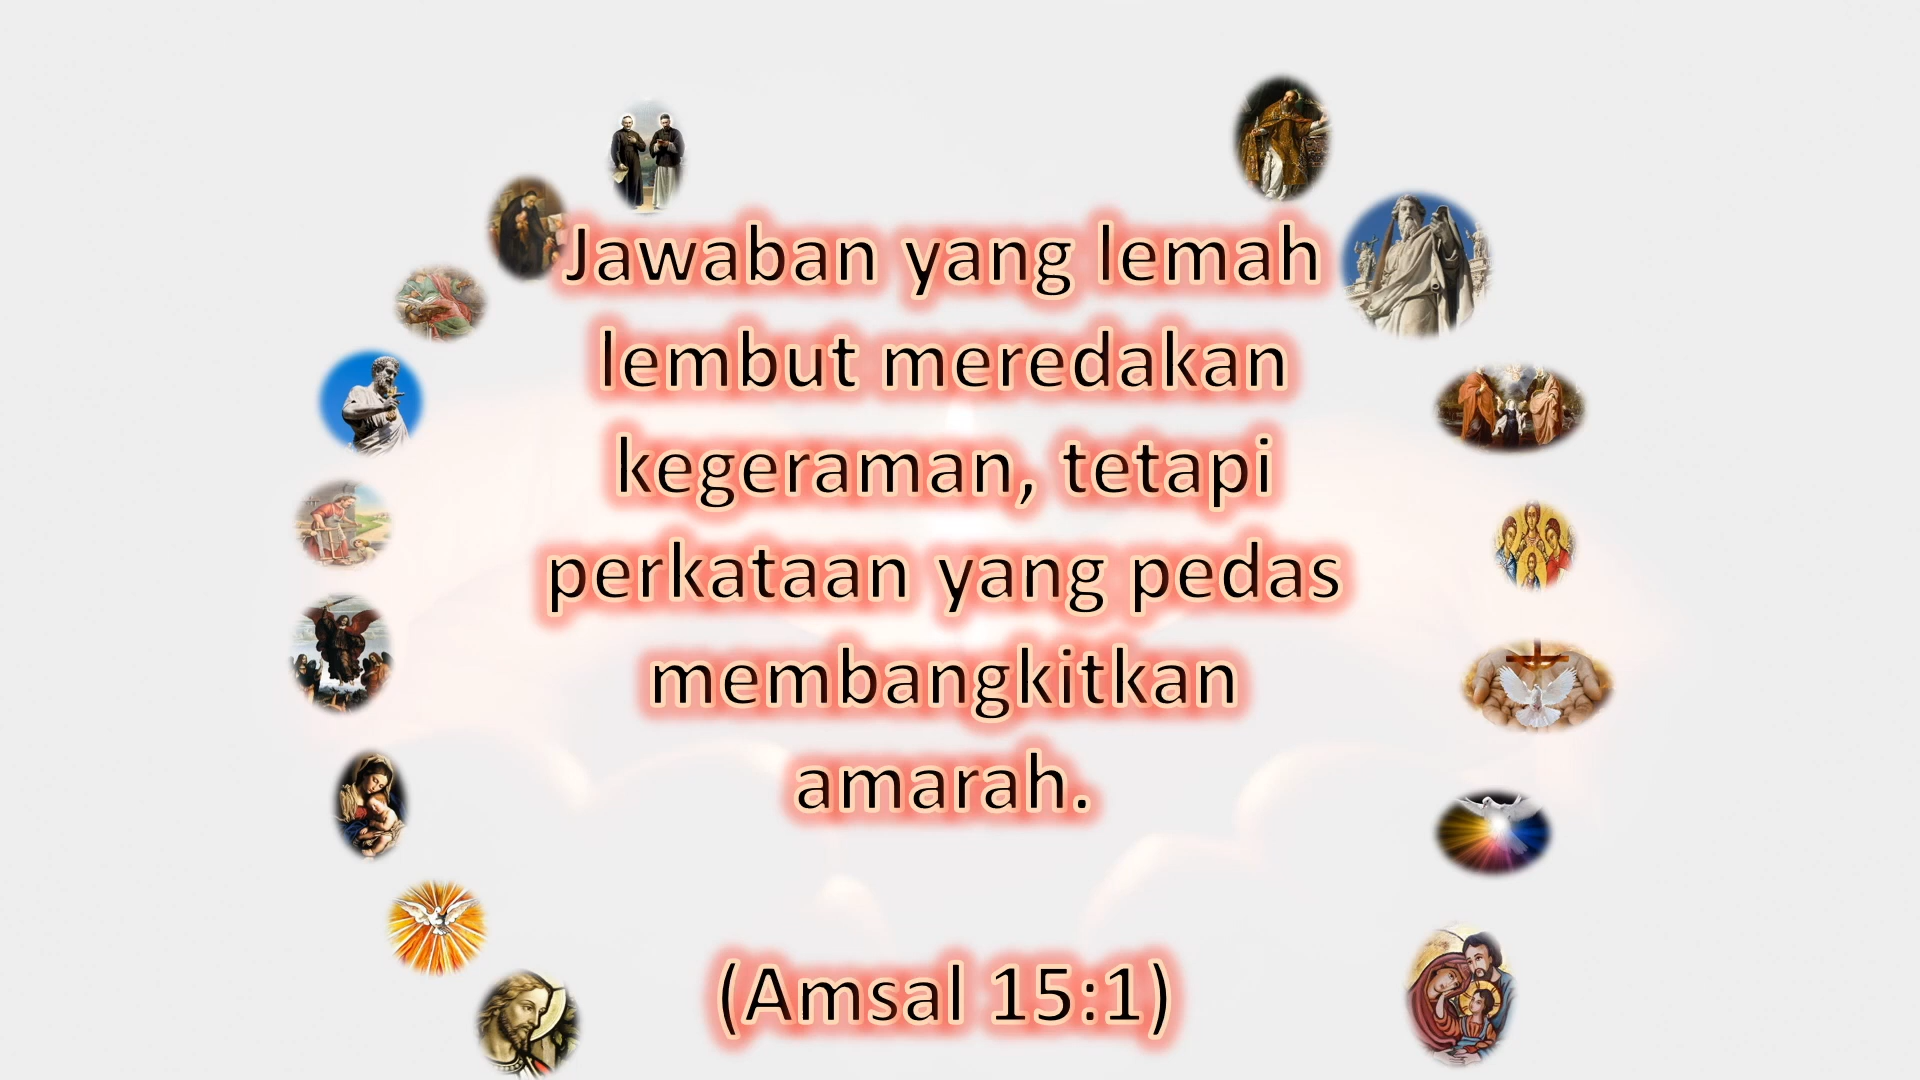 Jawaban yang lemah
lembut meredakan
kegeraman, tetapi
perkataan yang pedas
membangkitkan
amarah.
(Amsal 15:1)